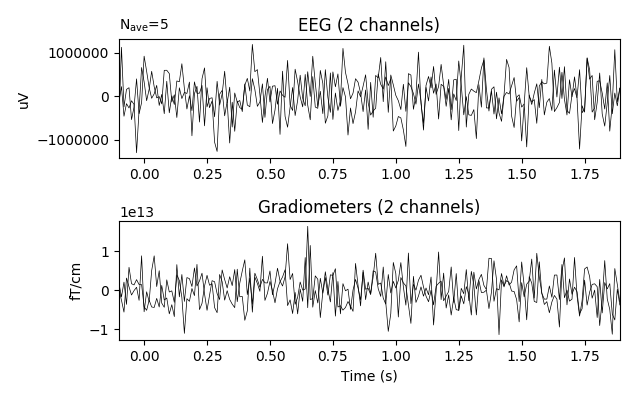 N_ave=5
EEG (2 channels)
1000000
0
−1000000
uV
0.00 0.25 0.50 0.75 1.00 1.25 1.50 1.75
1e13
Gradiometers (2 channels)
1
0
−1
fT/cm
0.00 0.25 0.50 0.75 1.00 1.25 1.50 1.75
Time (s)